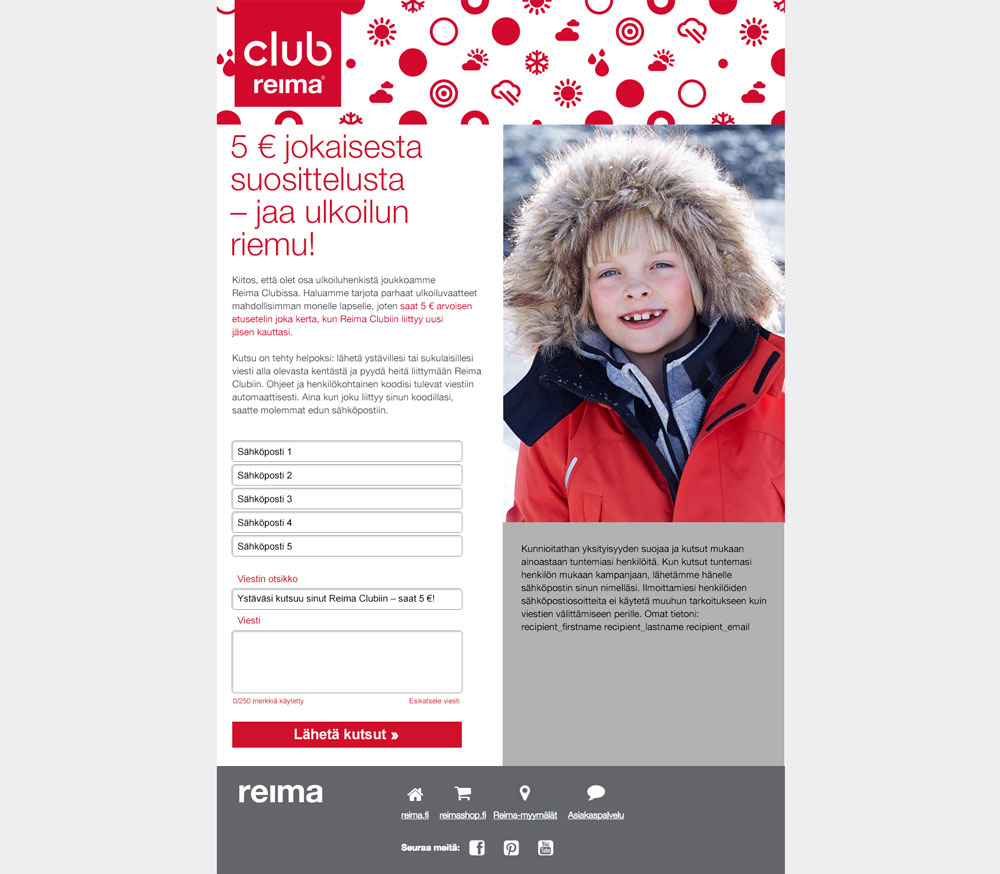 club
reima®
5 € jokaisesta
suosittelusta
– jaa ulkoilun
riemu!
Kiitos, että olet osa ulkoiluhenkistä joukkoamme
Reima Clubissa. Haluamme tarjota parhaat ulkoiluvaatteet
mahdollisimman monelle lapselle, joten saat 5 € arvoisen
etusetelin joka kerta, kun Reima Clubiin liittyy uusi
jäsen kauttasi.
Kutsu on tehty helpoksi: lähetä ystävillesi tai sukulaisillesi
viesti alla olevasta kentästä ja pyydä heitä liittymään Reima
Clubiin. Ohjeet ja henkilökohtainen koodisi tulevat viestiin
automaattisesti. Aina kun joku liittyy sinun koodillasi,
saatte molemmat edun sähköpostiin.
Sähköposti 1
Sähköposti 2
Sähköposti 3
Sähköposti 4
Sähköposti 5
Viestin otsikko
Ystäväsi kutsuu sinut Reima Clubiin – saat 5 €!
Viesti
0/250 merkkiä käytetty Esikatsele viesti
Lähetä kutsut »
Kunnioitathan yksityisyyden suojaa ja kutsut mukaan
ainoastaan tuntemiasi henkilöitä. Kun kutsut tuntemasi
henkilön mukaan kampanjaan, lähetämme hänelle
sähköpostin sinun nimelläsi. Ilmoittamiesi henkilöiden
sähköpostiosoitteita ei käytetä muuhun tarkoitukseen kuin
viestien välittämiseen perille. Omat tietoni:
recipient_firstname recipient_lastname recipient_email
reima
reima.fi reimashop.fi Reima-myymälät Asiakaspalvelu
Seuraa meitä: You Tube